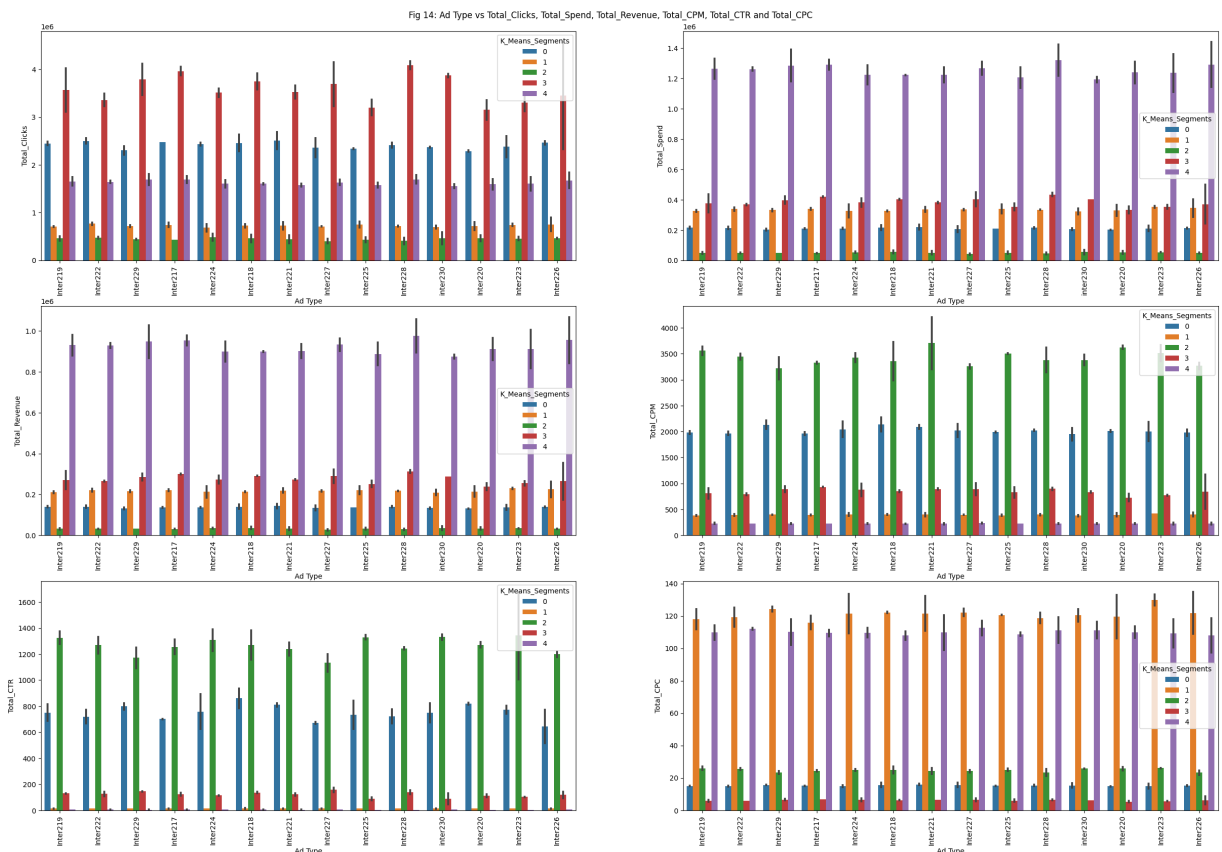 Fig 14: Ad Type vs Total_Clicks, Total_Spend, Total_Revenue, Total_CPM, Total_CTR and Total_CPC
1e6
Total_Clicks
4
3
2
1
0
K_Means_Segments
0
1
2
3
4
Inter219 Inter222 Inter229 Inter217 Inter224 Inter218 Inter221 Inter227 Inter225 Inter228 Inter230 Inter220 Inter223 Inter226
Ad Type
1e6
Total_Spend
1.4
1.2
1.0
0.8
0.6
0.4
0.2
0.0
K_Means_Segments
0
1
2
3
4
Inter219 Inter222 Inter229 Inter217 Inter224 Inter218 Inter221 Inter227 Inter225 Inter228 Inter230 Inter220 Inter223 Inter226
Ad Type
1e6
Total_Revenue
1.0
0.8
0.6
0.4
0.2
0.0
K_Means_Segments
0
1
2
3
4
Inter219 Inter222 Inter229 Inter217 Inter224 Inter218 Inter221 Inter227 Inter225 Inter228 Inter230 Inter220 Inter223 Inter226
Ad Type
Total_CPM
4000
3500
3000
2500
2000
1500
1000
500
0
K_Means_Segments
0
1
2
3
4
Inter219 Inter222 Inter229 Inter217 Inter224 Inter218 Inter221 Inter227 Inter225 Inter228 Inter230 Inter220 Inter223 Inter226
Ad Type
Total_CTR
1600
1400
1200
1000
800
600
400
200
0
K_Means_Segments
0
1
2
3
4
Inter219 Inter222 Inter229 Inter217 Inter224 Inter218 Inter221 Inter227 Inter225 Inter228 Inter230 Inter220 Inter223 Inter226
Ad Type
Total_CPC
140
120
100
80
60
40
20
0
K_Means_Segments
0
1
2
3
4
Inter219 Inter222 Inter229 Inter217 Inter224 Inter218 Inter221 Inter227 Inter225 Inter228 Inter230 Inter220 Inter223 Inter226
Ad Type